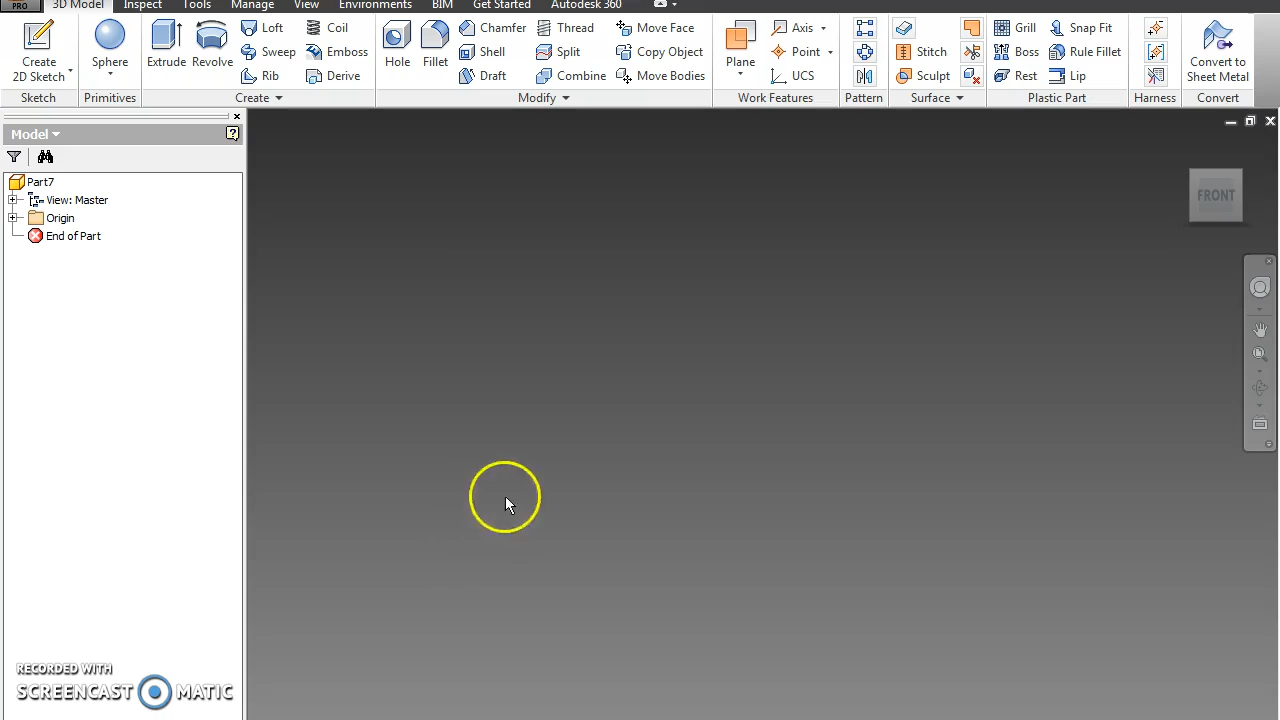 PRO 3D Model Inspect Tools Manage View Environments BIM Get Started Autodesk 360
Create
2D Sketch
Sphere
Extrude
Revolve
Loft
Sweep
Rib
Coil
Emboss
Derive
Hole
Fillet
Chamfer
Shell
Draft
Thread
Split
Combine
Move Face
Copy Object
Move Bodies
Plane
Axis
Point
UCS
Stitch
Sculpt
Grill
Boss
Rest
Snap Fit
Rule Fillet
Lip
Convert to
Sheet Metal
Sketch Primitives Create Modify Work Features Pattern Surface Plastic Part Harness Convert
Model
Part7
View: Master
Origin
End of Part
FRONT
RECORDED WITH
SCREENCAST MATIC